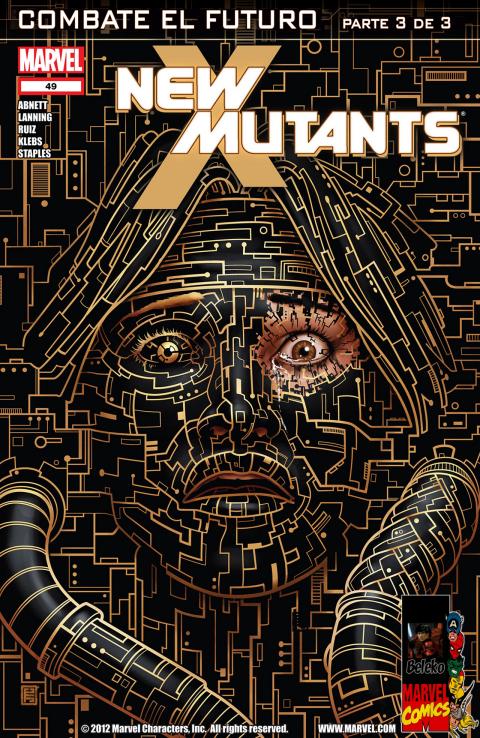 COMBATE EL FUTURO PARTE 3 DE 3
MARVEL
49
X
NEW
MUTANTS
ABNETT
LANNING
RUIZ
KLEBS
STAPLES
Beleko
MARVEL
COMICS
© 2012 Marvel Characters, Inc. All rights reserved. WWW.MARVEL.COM